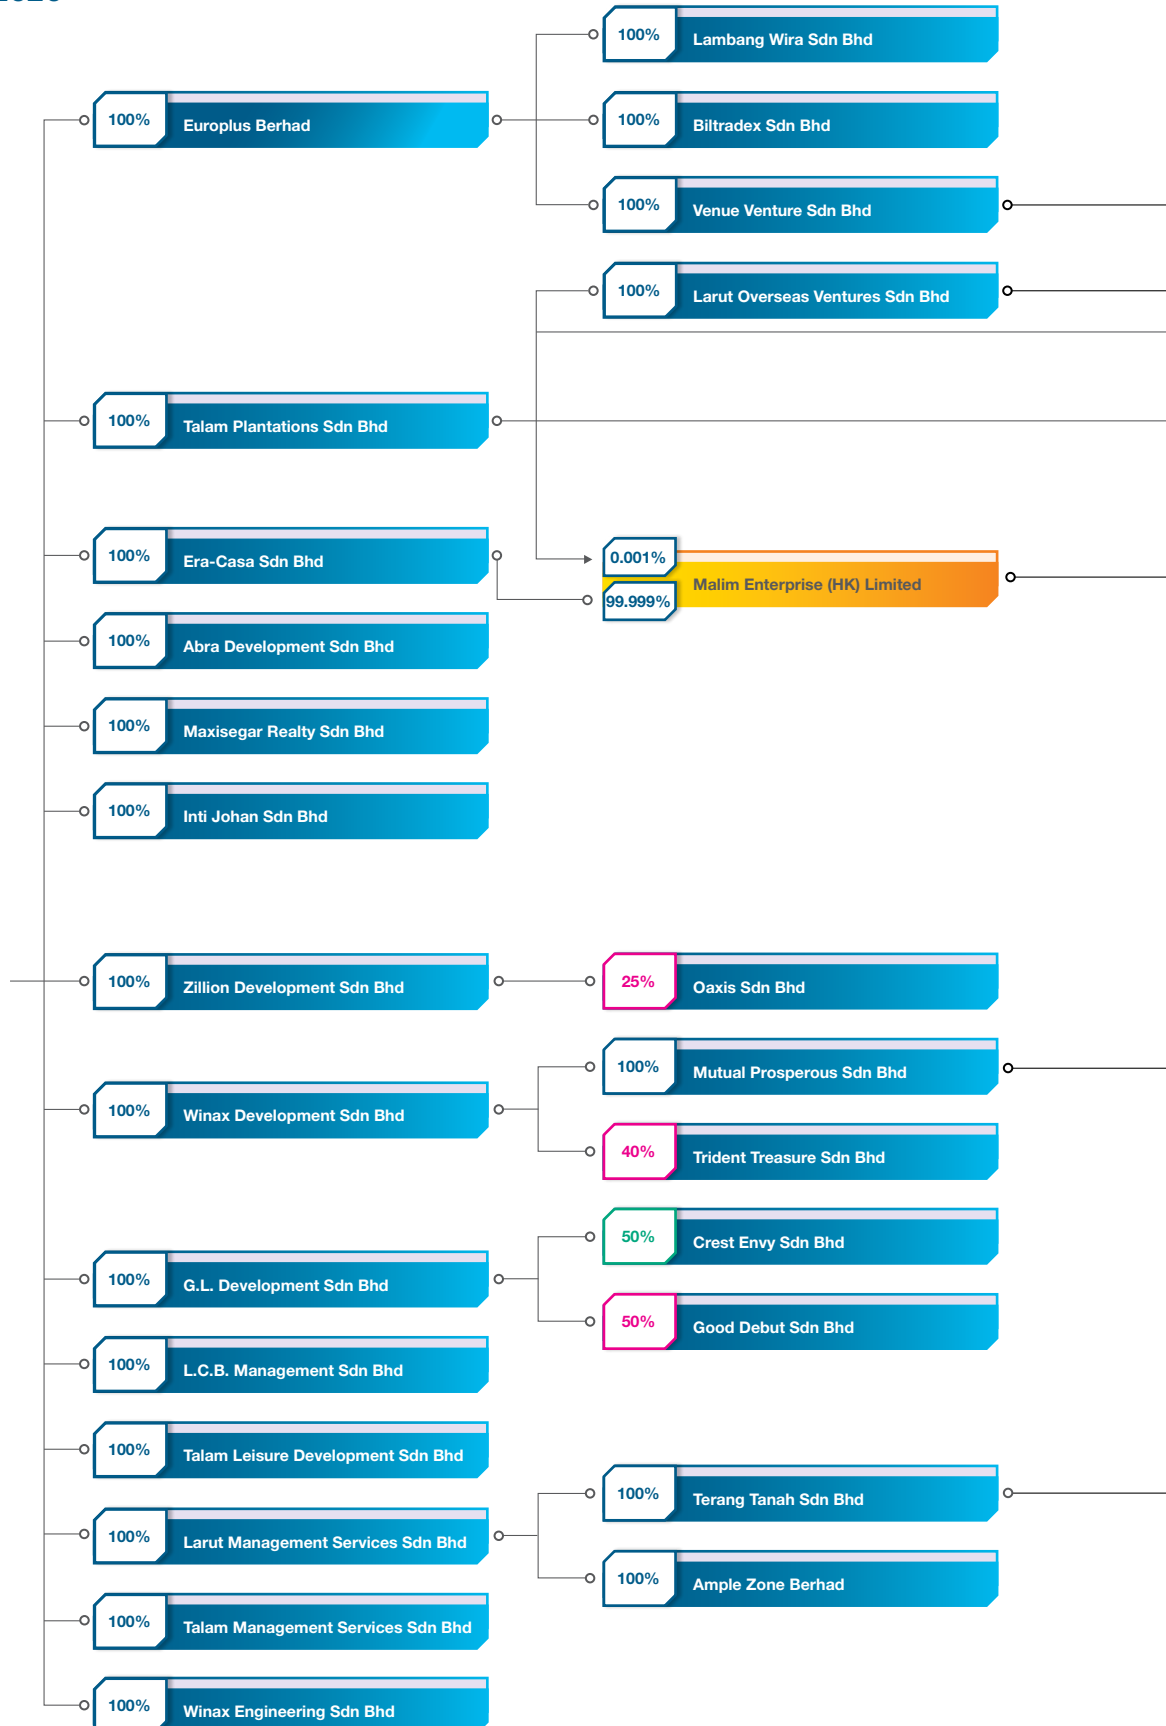 100% Lambang Wira Sdn Bhd
100% Europlus Berhad
100% Biltradex Sdn Bhd
100% Venue Venture Sdn Bhd
100% Larut Overseas Ventures Sdn Bhd
100% Talam Plantations Sdn Bhd
100% Era-Casa Sdn Bhd
0.001%
99.999%
Malim Enterprise (HK) Limited
100% Abra Development Sdn Bhd
100% Maxisegar Realty Sdn Bhd
100% Inti Johan Sdn Bhd
100% Zillion Development Sdn Bhd
25% Oaxis Sdn Bhd
100% Mutual Prosperous Sdn Bhd
100% Winax Development Sdn Bhd
40% Trident Treasure Sdn Bhd
50% Crest Envy Sdn Bhd
100% G.L. Development Sdn Bhd
50% Good Debut Sdn Bhd
100% L.C.B. Management Sdn Bhd
100% Talam Leisure Development Sdn Bhd
100% Terang Tanah Sdn Bhd
100% Larut Management Services Sdn Bhd
100% Ample Zone Berhad
100% Talam Management Services Sdn Bhd
100% Winax Engineering Sdn Bhd